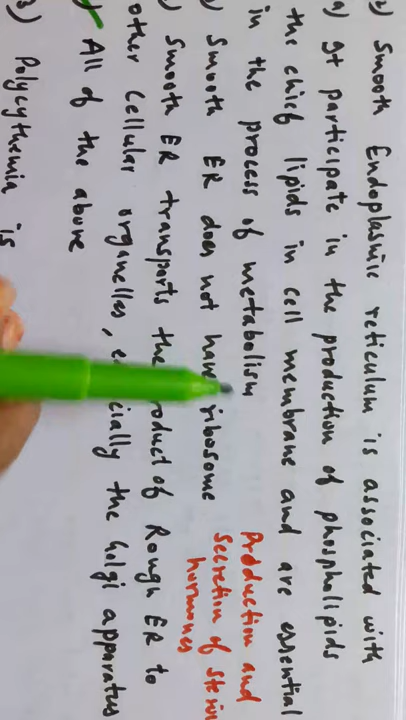 2) Smooth Endoplasmic reticulum is associated with
a) It participate in the production of phospholipids
the chief lipids in cell membrane and are essential
in the process of metabolism
Production and
) Smooth ER does not have ribosome
Secretion of
hormones
) Smooth ER transports the product of Rough ER to
other cellular organelles, the Golgi apparatus
All of the above
3) Polycythemia is